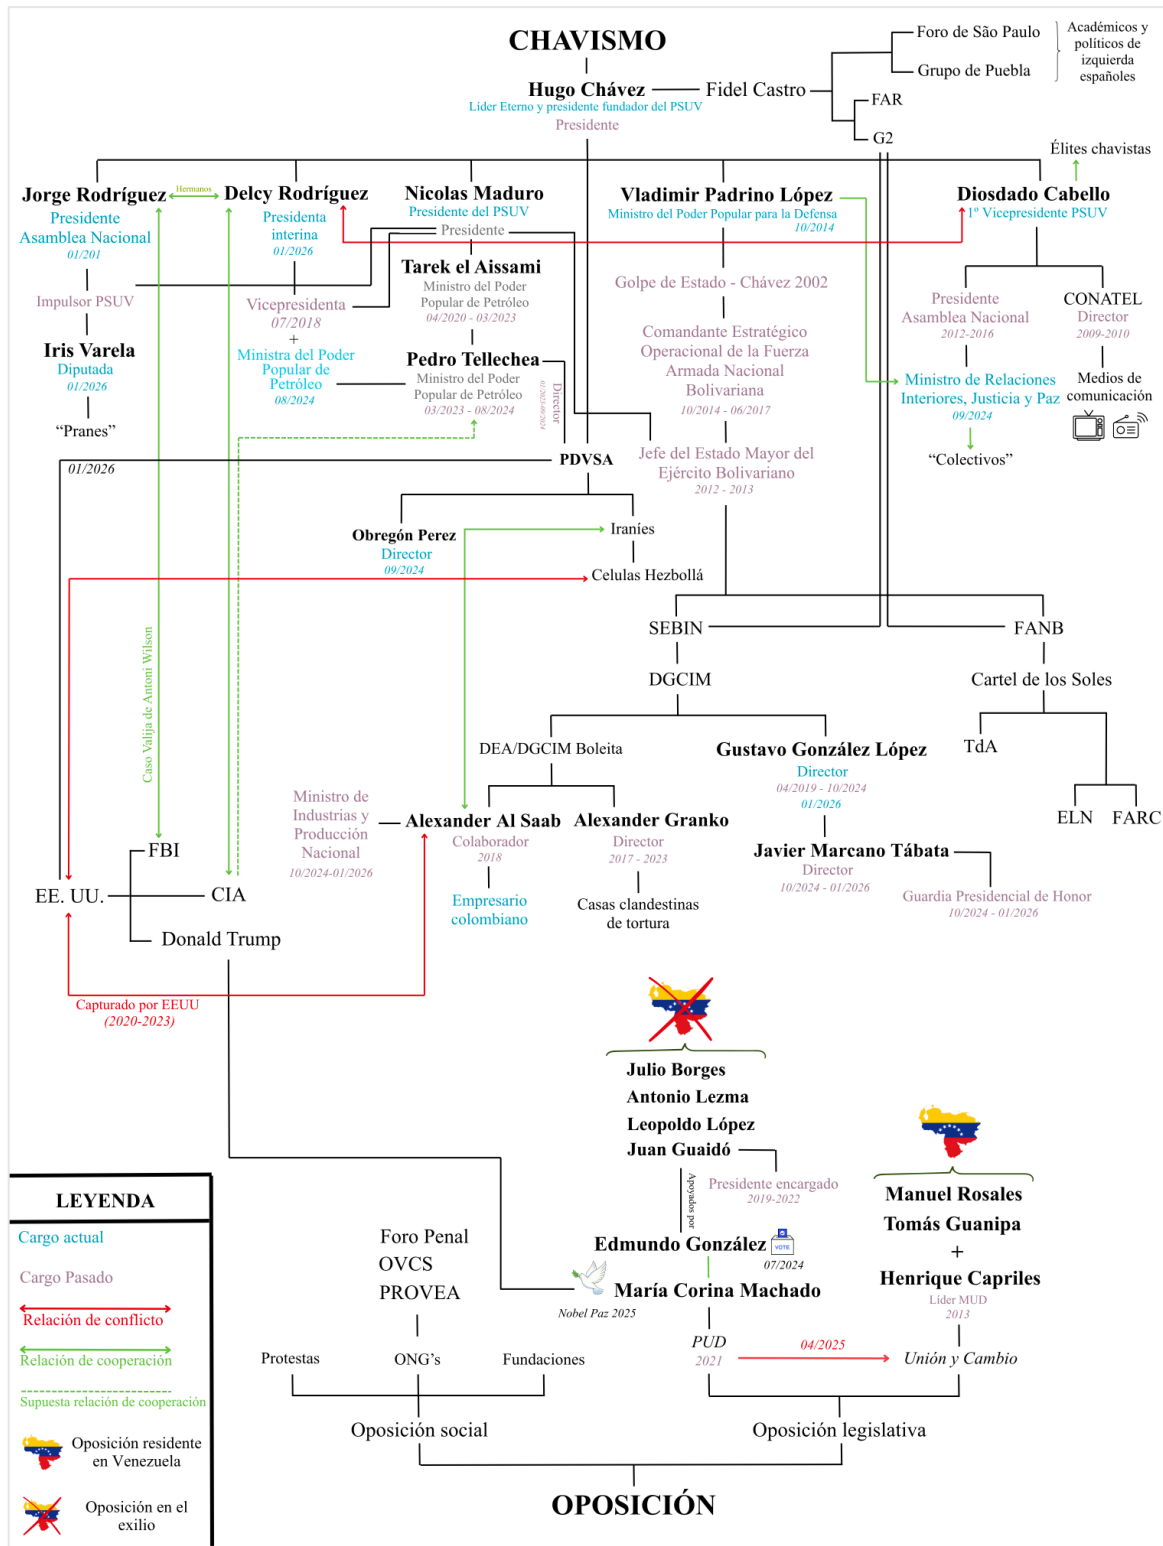 CHAVISMO
Hugo Chávez
Líder Eterno y presidente fundador del PSUV
Presidente
Fidel Castro
Foro de São Paulo
Grupo de Puebla
Académicos y
políticos de
izquierda
españoles
FAR
G2
Élites chavistas
Jorge Rodríguez
Presidente
Asamblea Nacional
01/201
Impulsor PSUV
Iris Varela
Diputada
01/2026
“Pranes”
Hermanos
Delcy Rodríguez
Presidenta
interina
01/2026
Vicepresidenta
07/2018
+
Ministra del Poder
Popular de
Petróleo
08/2024
Nicolas Maduro
Presidente del PSUV
Presidente
Tarek el Aissami
Ministro del Poder
Popular de Petróleo
04/2020 - 03/2023
Pedro Tellechea
Ministro del Poder
Popular de Petróleo
03/2023 - 08/2024
Director
01/2023-08/2024
Vladimir Padrino López
Ministro del Poder Popular para la Defensa
10/2014
Golpe de Estado - Chávez 2002
Comandante Estratégico
Operacional de la Fuerza
Armada Nacional
Bolivariana
10/2014 - 06/2017
Jefe del Estado Mayor del
Ejército Bolivariano
2012 - 2013
Diosdado Cabello
1º Vicepresidente PSUV
Presidente
Asamblea Nacional
2012-2016
Ministro de Relaciones
Interiores, Justicia y Paz
09/2024
“Colectivos”
CONATEL
Director
2009-2010
Medios de
comunicación
01/2026
PDVSA
Obregón Perez
Director
09/2024
Iraníes
Celulas Hezbollá
SEBIN
FANB
DGCIM
Cartel de los Soles
TdA
ELN
FARC
DEA/DGCIM Boleita
Gustavo González López
Director
04/2019 - 10/2024
01/2026
Javier Marcano Tábata
Director
10/2024 - 01/2026
Guardia Presidencial de Honor
10/2024 - 01/2026
Ministro de
Industrias y
Producción
Nacional
10/2024-01/2026
Alexander Al Saab
Colaborador
2018
Empresario
colombiano
Alexander Granko
Director
2017 - 2023
Casas clandestinas
de tortura
Caso Valija de Antoni Wilson
FBI
EE. UU.
CIA
Donald Trump
Capturado por EEUU
(2020-2023)
Julio Borges
Antonio Lezma
Leopoldo López
Juan Guaidó
Presidente encargado
2019-2022
Apoyados por
Edmundo González
VOTE
07/2024
María Corina Machado
Nobel Paz 2025
PUD
2021
04/2025
Manuel Rosales
Tomás Guanipa
+
Henrique Capriles
Líder MUD
2013
Unión y Cambio
Foro Penal
OVCS
PROVEA
Protestas
ONG's
Fundaciones
Oposición social
Oposición legislativa
OPOSICIÓN
LEYENDA
Cargo actual
Cargo Pasado
Relación de conflicto
Relación de cooperación
Supuesta relación de cooperación
Oposición residente
en Venezuela
Oposición en el
exilio